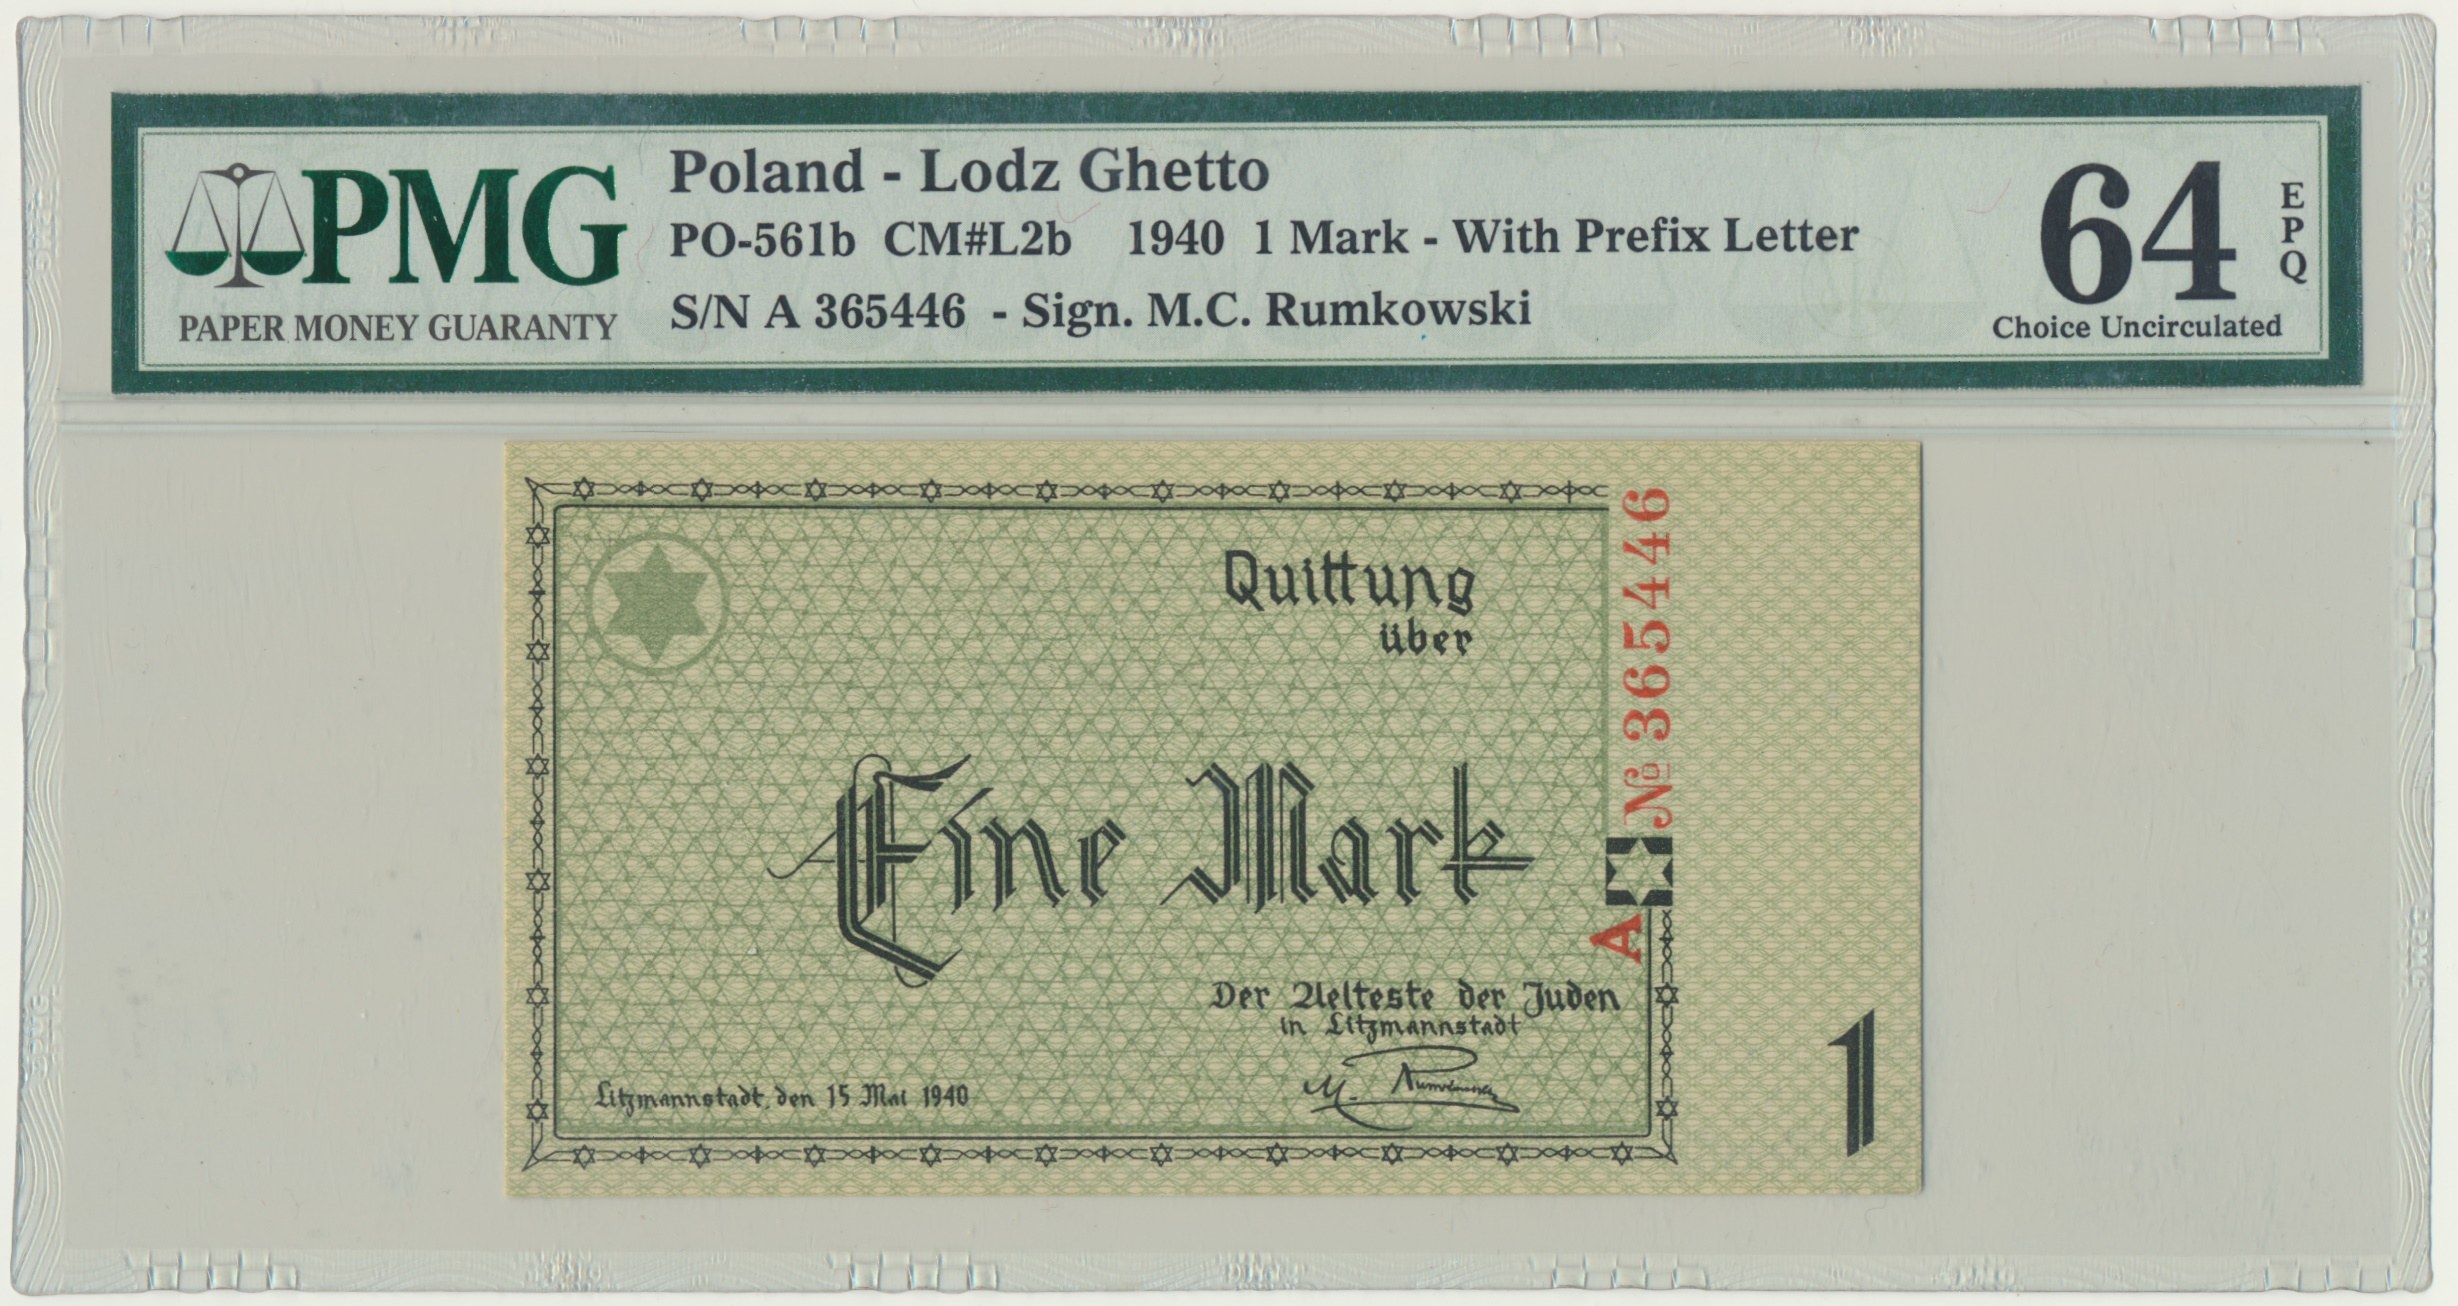 PMG
PAPER MONEY GUARANTY
Poland - Lodz Ghetto
PO-561b CM#L2b 1940 1 Mark - With Prefix Letter
S/N A 365446 - Sign. M.C. Rumkowski
64
EPQ
Choice Uncirculated
Quittung
über
Eine Mark
A № 365446
Der Aelteste der Juden
in Litzmannstadt
M. Rumkowski
Litzmannstadt, den 15 Mai 1940
1